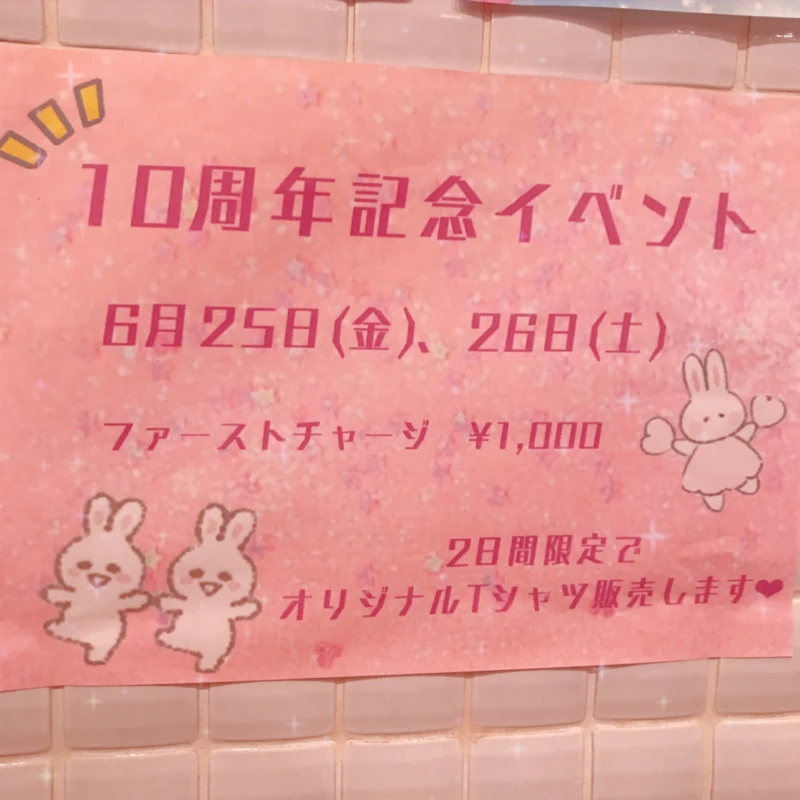 10周年記念イベント
6月25日(金)、26日(土)
ファーストチャージ ¥1,000
2日間限定で
オリジナルTシャツ販売します❤